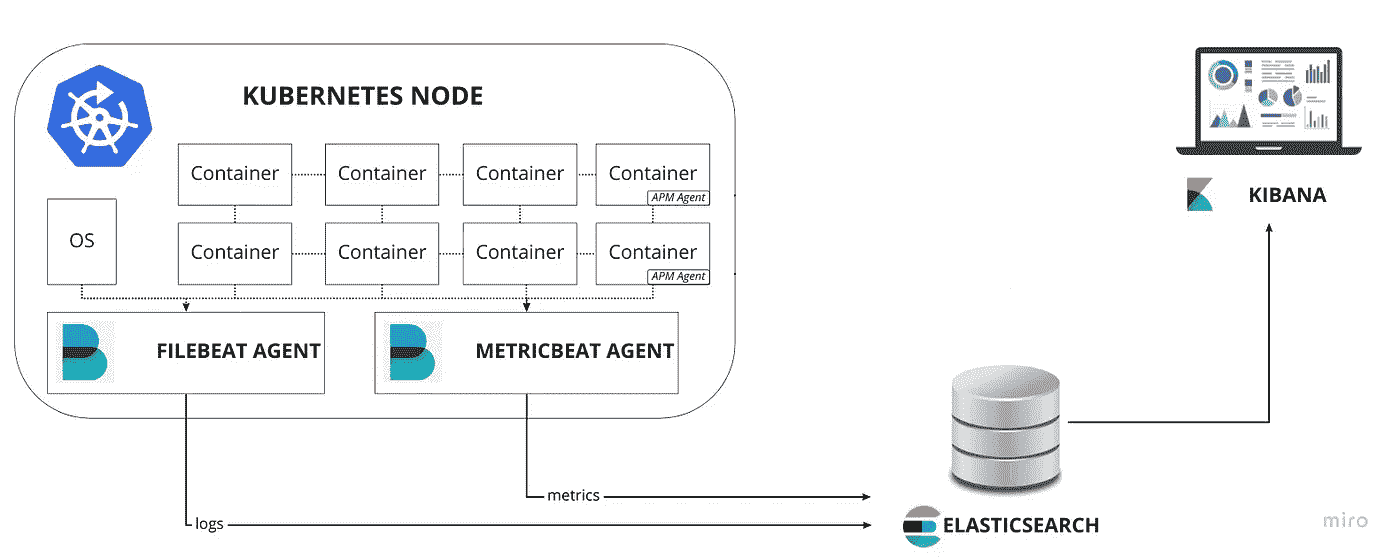 KUBERNETES NODE
Container
Container
Container
Container
APM Agent
OS
Container
Container
Container
Container
APM Agent
FILEBEAT AGENT
METRICBEAT AGENT
KIBANA
metrics
logs
ELASTICSEARCH
miro